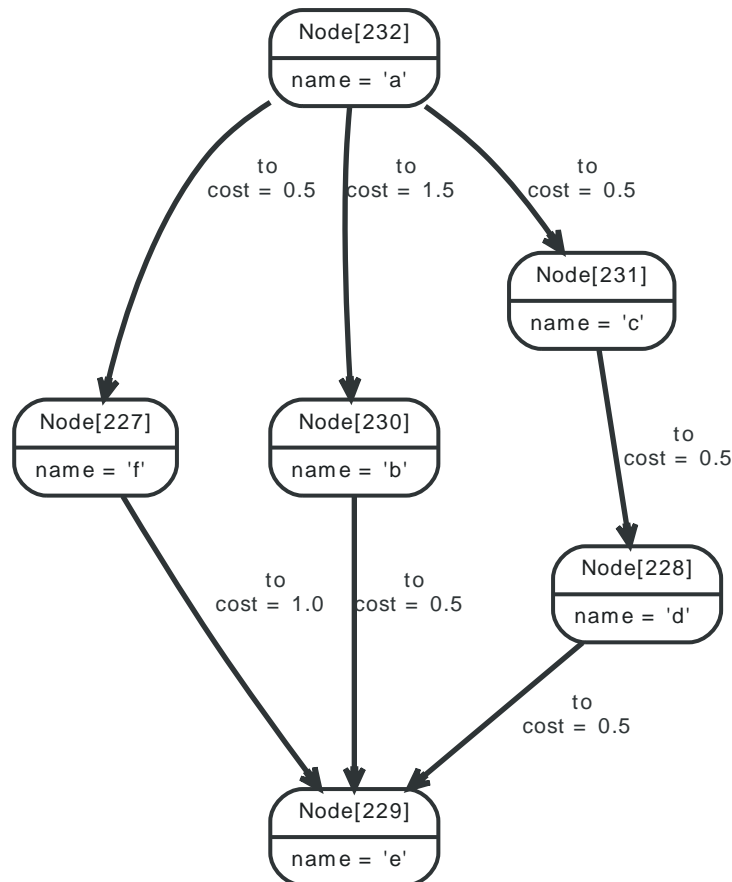 Node[232]
name = 'a'
to
cost = 0.5
to
cost = 1.5
to
cost = 0.5
Node[231]
name = 'c'
Node[227]
name = 'f'
Node[230]
name = 'b'
to
cost = 0.5
Node[228]
name = 'd'
to
cost = 1.0
to
cost = 0.5
to
cost = 0.5
Node[229]
name = 'e'